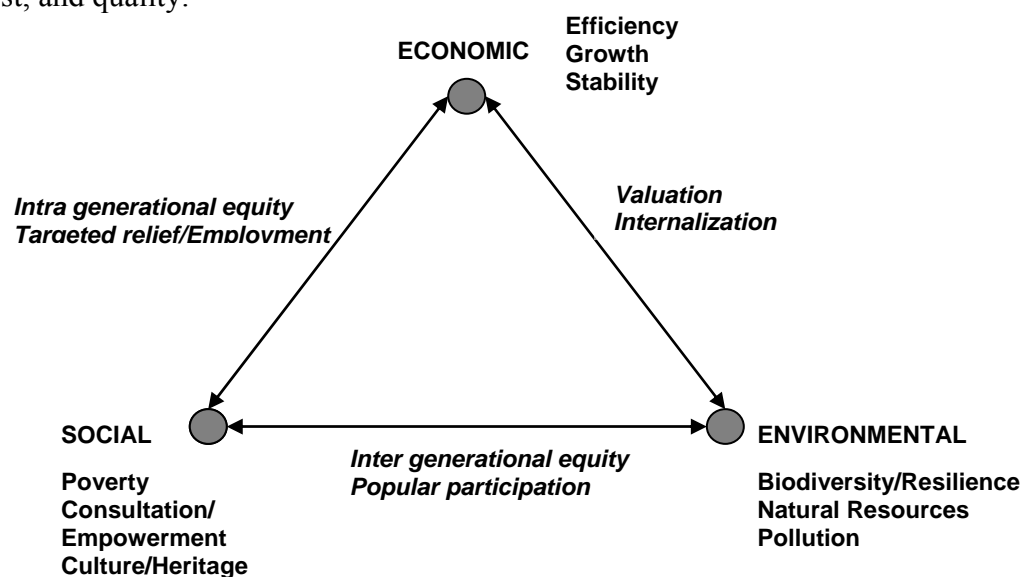 st, and quality.
ECONOMIC
Efficiency
Growth
Stability
Intra generational equity
Targeted relief/Employment
Valuation
Internalization
SOCIAL
Poverty
Consultation/
Empowerment
Culture/Heritage
Inter generational equity
Popular participation
ENVIRONMENTAL
Biodiversity/Resilience
Natural Resources
Pollution